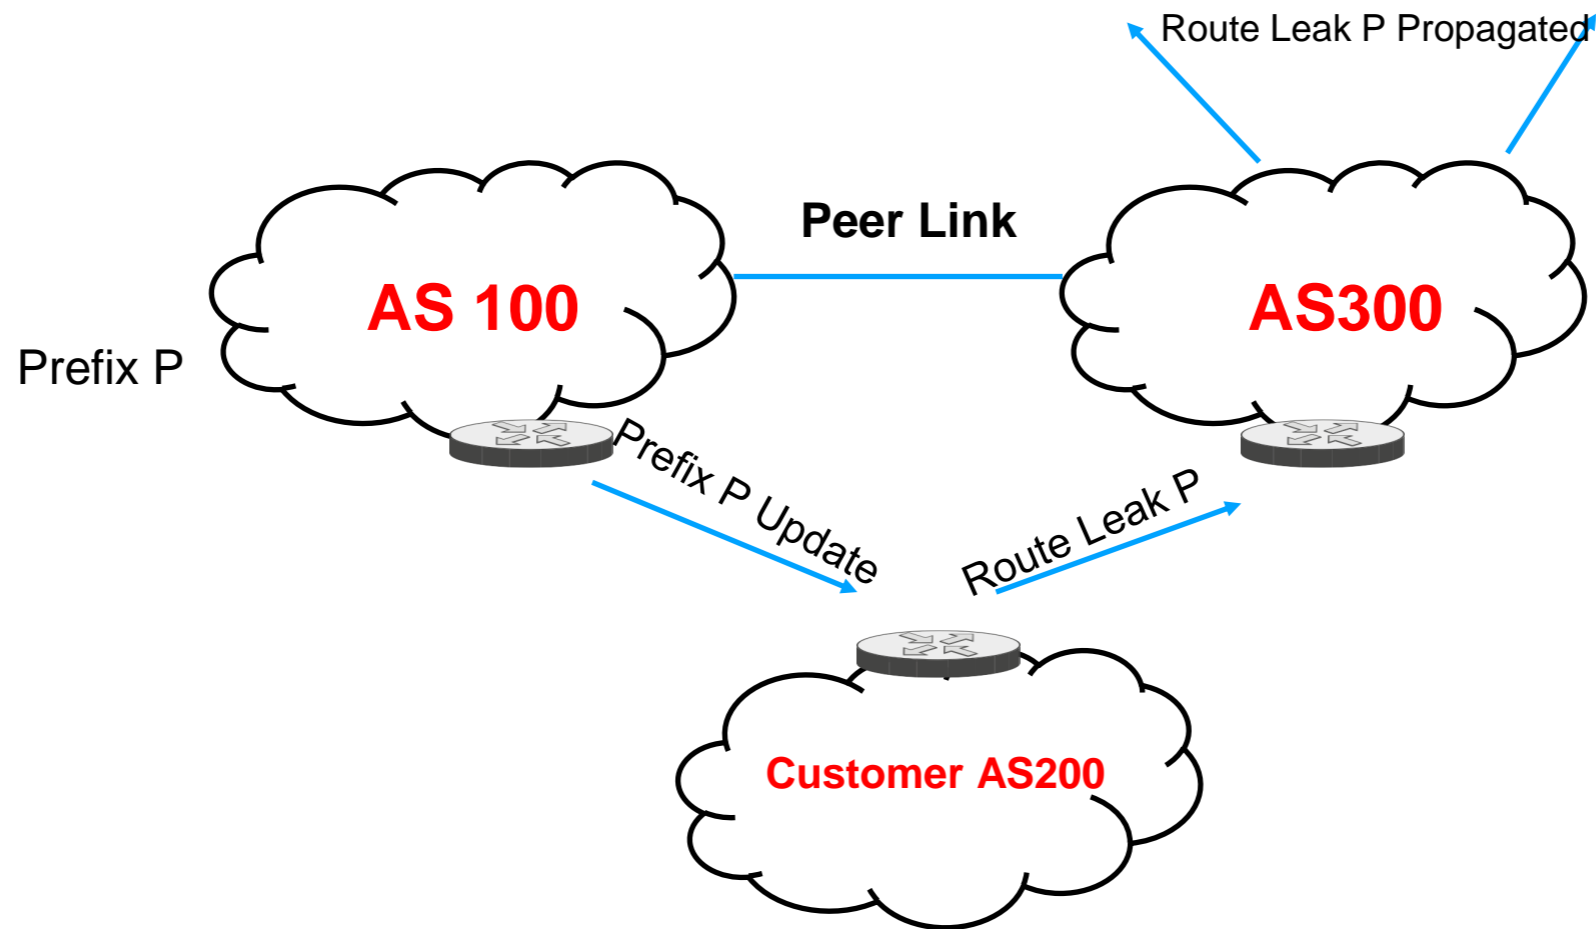 Route Leak P Propagated
Peer Link
AS 100
AS300
Prefix P
Prefix P Update
Route Leak P
Customer AS200